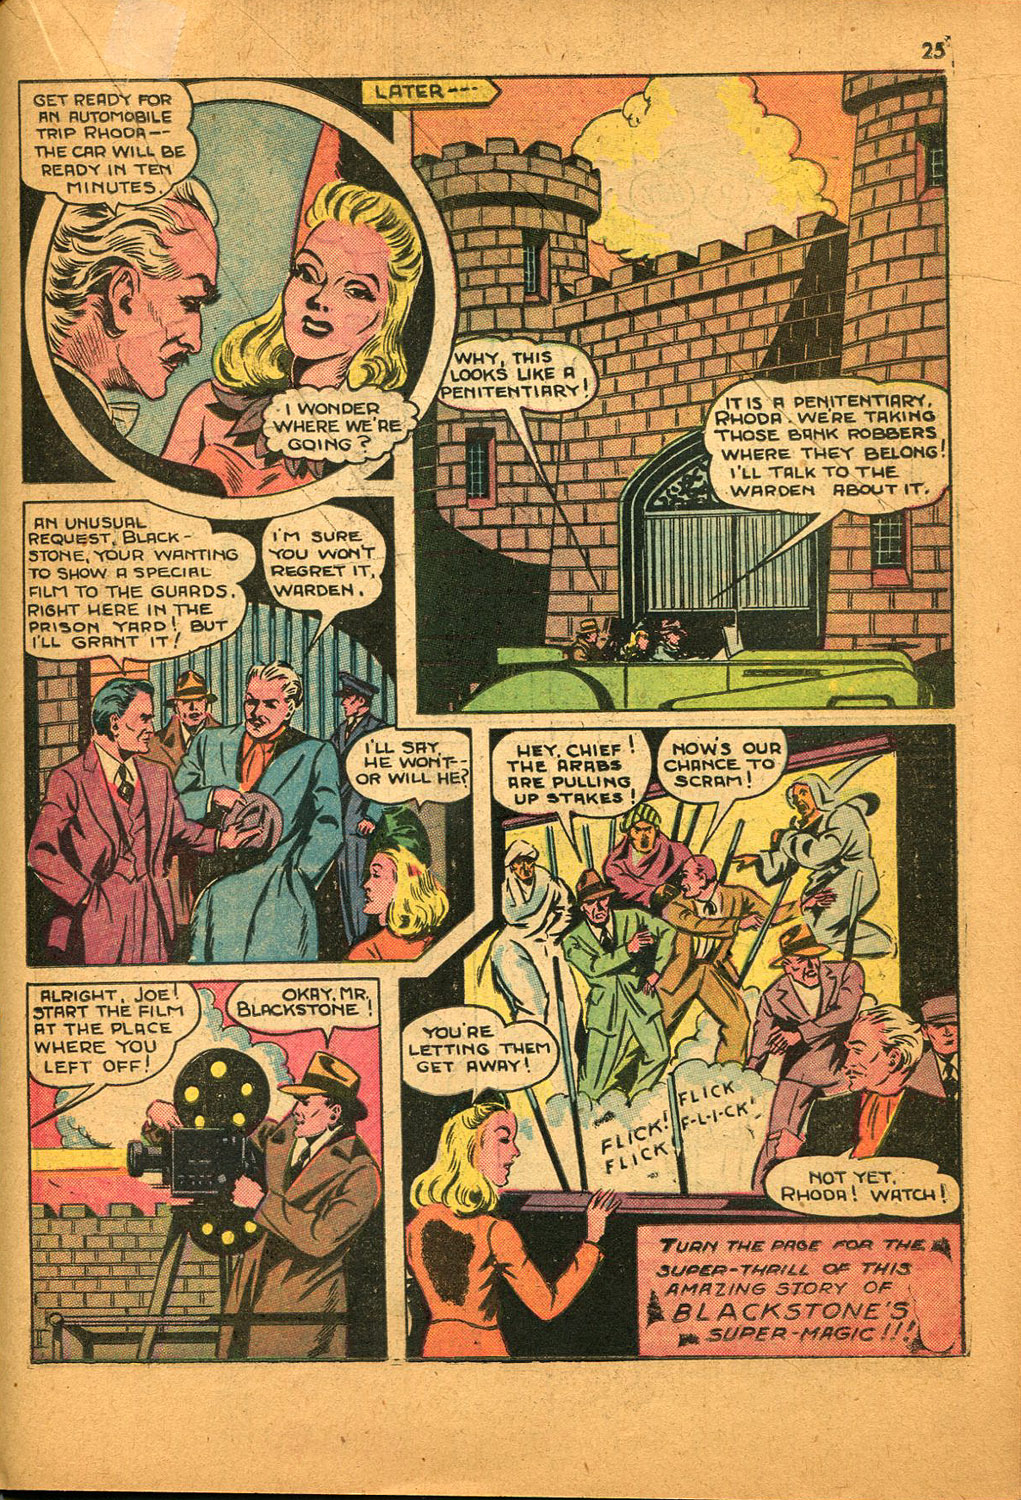 25
GET READY FOR
AN AUTOMOBILE
TRIP RHODA--
THE CAR WILL BE
READY IN TEN
MINUTES.
I WONDER
WHERE WE'RE
GOING?
LATER---
WHY, THIS
LOOKS LIKE A
PENITENTIARY!
IT IS A PENITENTIARY,
RHODA. WE'RE TAKING
THOSE BANK ROBBERS
WHERE THEY BELONG!
I'LL TALK TO THE
WARDEN ABOUT IT.
AN UNUSUAL
REQUEST, BLACK-
STONE, YOUR WANTING
TO SHOW A SPECIAL
FILM TO THE GUARDS,
RIGHT HERE IN THE
PRISON YARD! BUT
I'LL GRANT IT!
I'M SURE
YOU WON'T
REGRET IT,
WARDEN.
I'LL SAY
HE WON'T--
OR WILL HE?
HEY, CHIEF!
THE ARABS
ARE PULLING
UP STAKES!
NOW'S OUR
CHANCE TO
SCRAM!
ALRIGHT, JOE!
START THE FILM
AT THE PLACE
WHERE YOU
LEFT OFF!
OKAY, MR.
BLACKSTONE!
YOU'RE
LETTING THEM
GET AWAY!
FLICK!
FLICK!
FLICK
F-L-I-C-K!
NOT YET,
RHODA! WATCH!
TURN THE PAGE FOR THE
SUPER-THRILL OF THIS
AMAZING STORY OF
BLACKSTONE'S
SUPER-MAGIC!!!